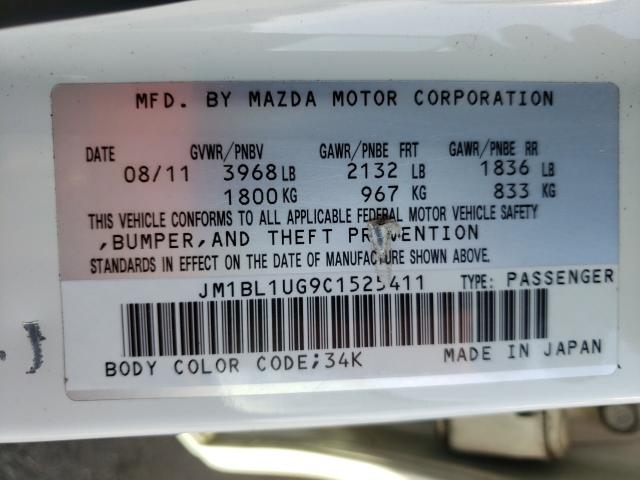 MFD. BY MAZDA MOTOR CORPORATION
DATE GVWR/PNBV GAWR/PNBE FRT GAWR/PNBE RR
08/11 3968 LB 2132 LB 1836 LB
1800 KG 967 KG 833 KG
THIS VEHICLE CONFORMS TO ALL APPLICABLE FEDERAL MOTOR VEHICLE SAFETY
,BUMPER,AND THEFT PREVENTION
STANDARDS IN EFFECT ON THE DATE OF MANUFACTURE SHOWN ABOVE.
JM1BL1UG9C1525411 TYPE: PASSENGER
BODY COLOR CODE;34K MADE IN JAPAN